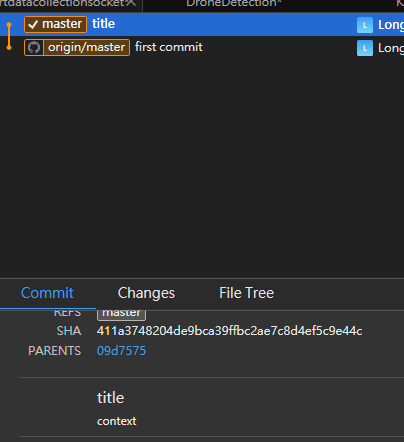 rtdatacollectionsocket DroneDetection* K
master title L Long
origin/master first commit L Long
Commit Changes File Tree
REFS master
SHA 411a3748204de9bca39ffbc2ae7c8d4ef5c9e44c
PARENTS 09d7575
title
context